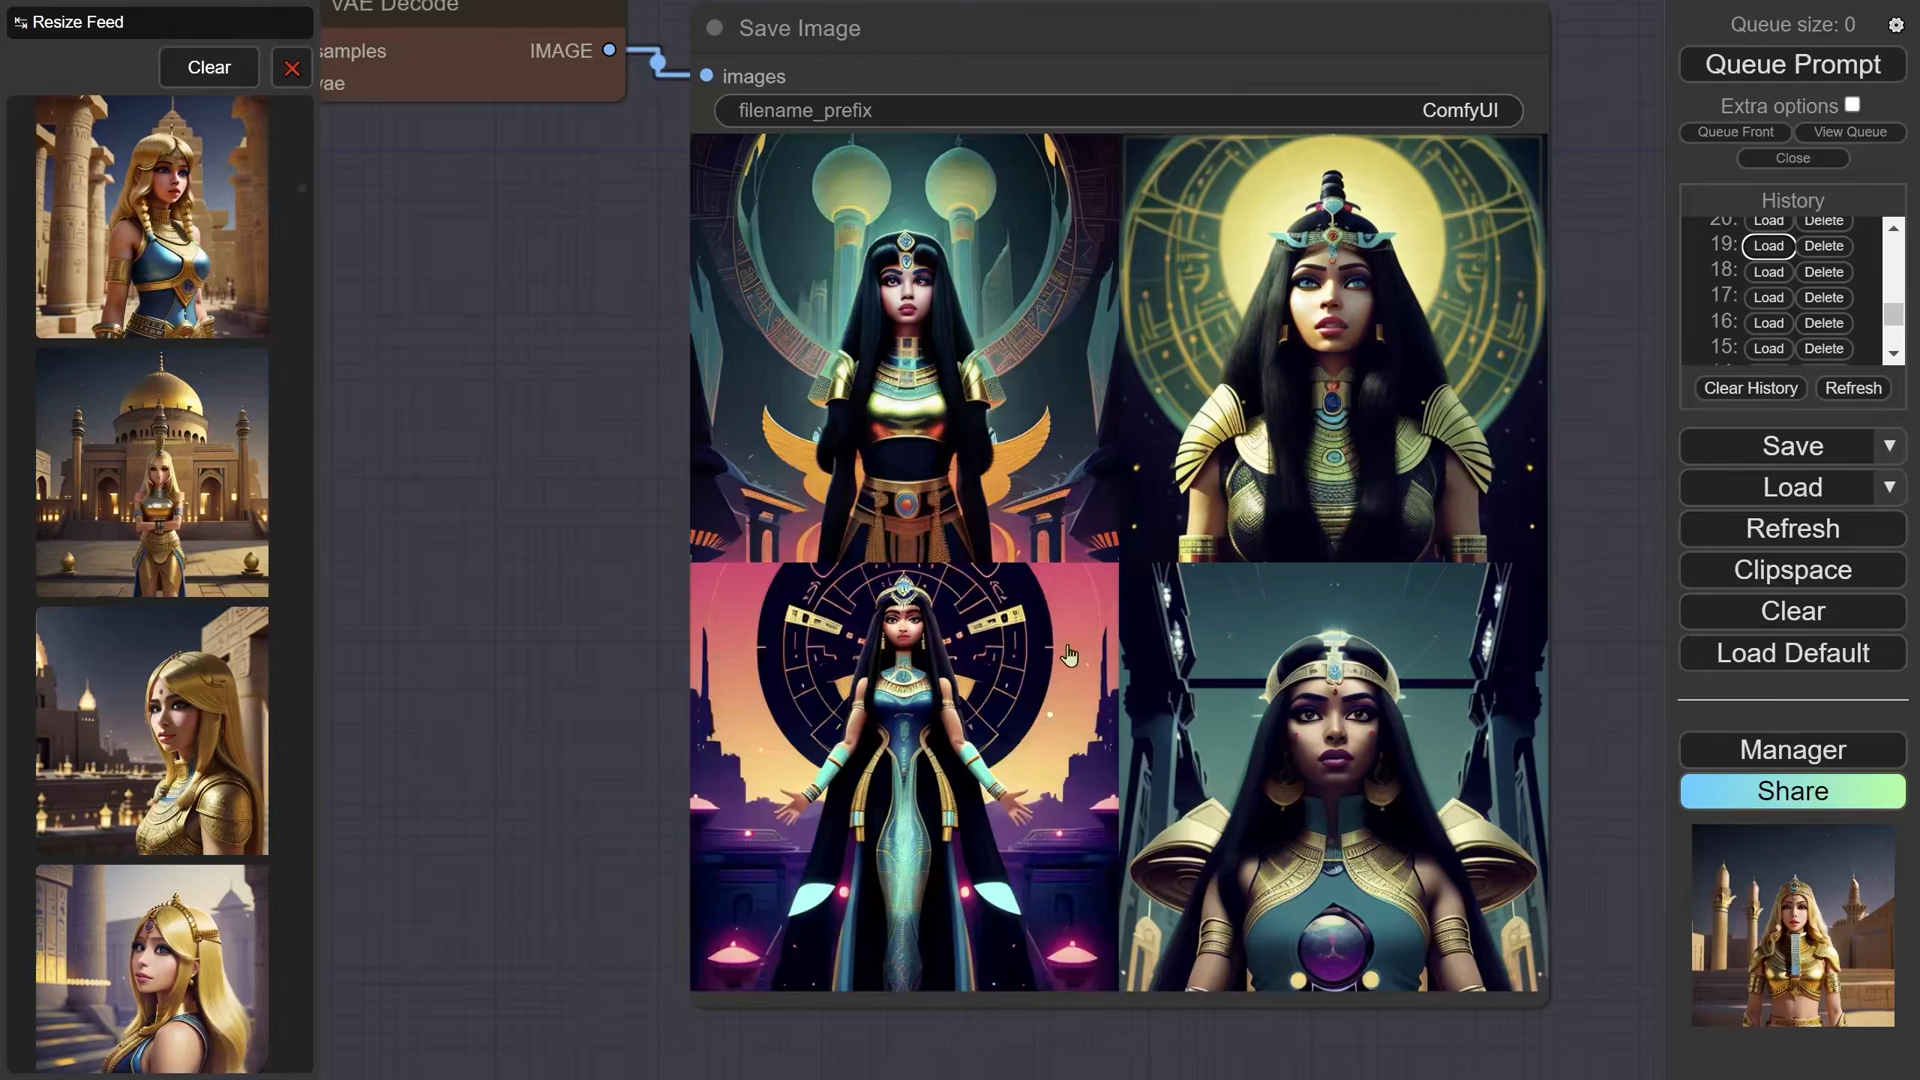 Resize Feed
Clear
VAE Decode
samples
IMAGE
vae
Save Image
images
filename_prefix
ComfyUI
Queue size: 0
Queue Prompt
Extra options
Queue Front
View Queue
Close
History
20: Load Delete
19: Load Delete
18: Load Delete
17: Load Delete
16: Load Delete
15: Load Delete
Clear History
Refresh
Save
Load
Refresh
Clipspace
Clear
Load Default
Manager
Share